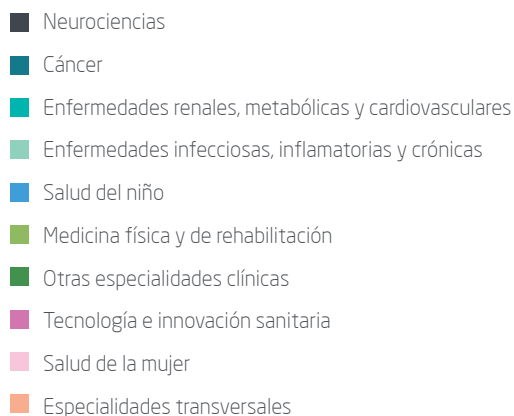 Neurociencias
Cáncer
Enfermedades renales, metabólicas y cardiovasculares
Enfermedades infecciosas, inflamatorias y crónicas
Salud del niño
Medicina física y de rehabilitación
Otras especialidades clínicas
Tecnología e innovación sanitaria
Salud de la mujer
Especialidades transversales